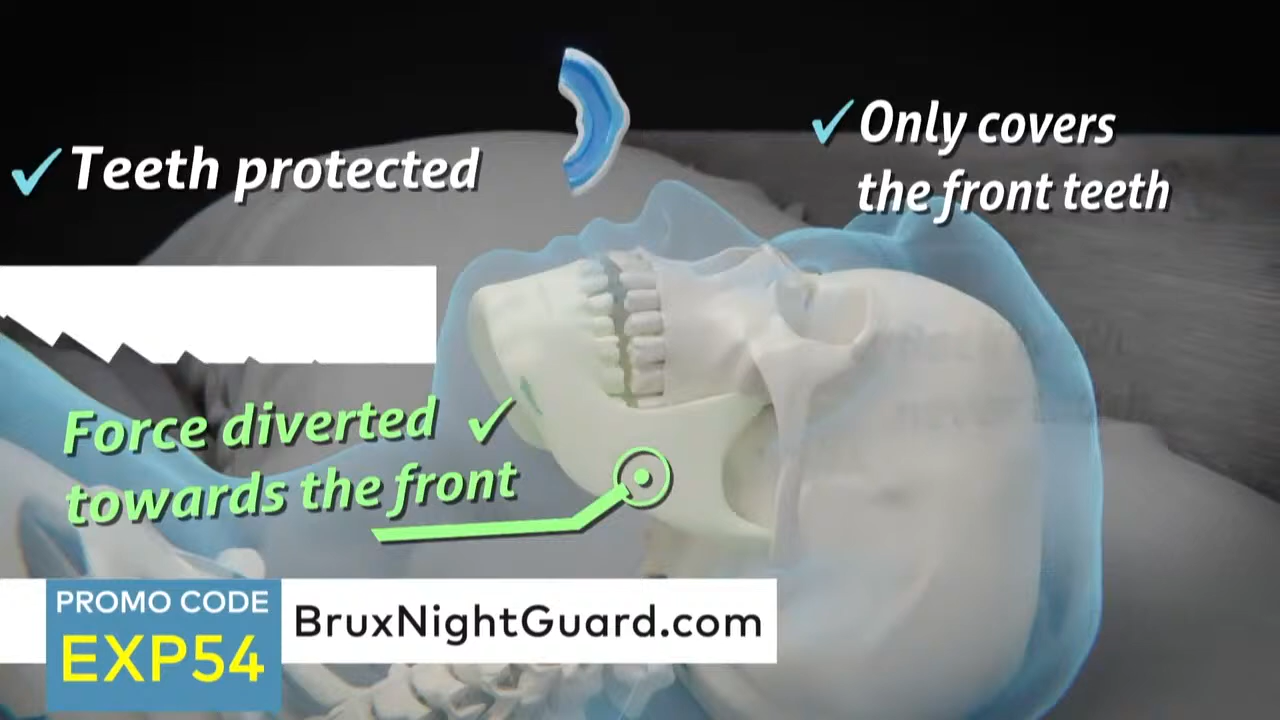 Teeth protected
Only covers
the front teeth
Force diverted
towards the front
PROMO CODE
EXP54
BruxNightGuard.com